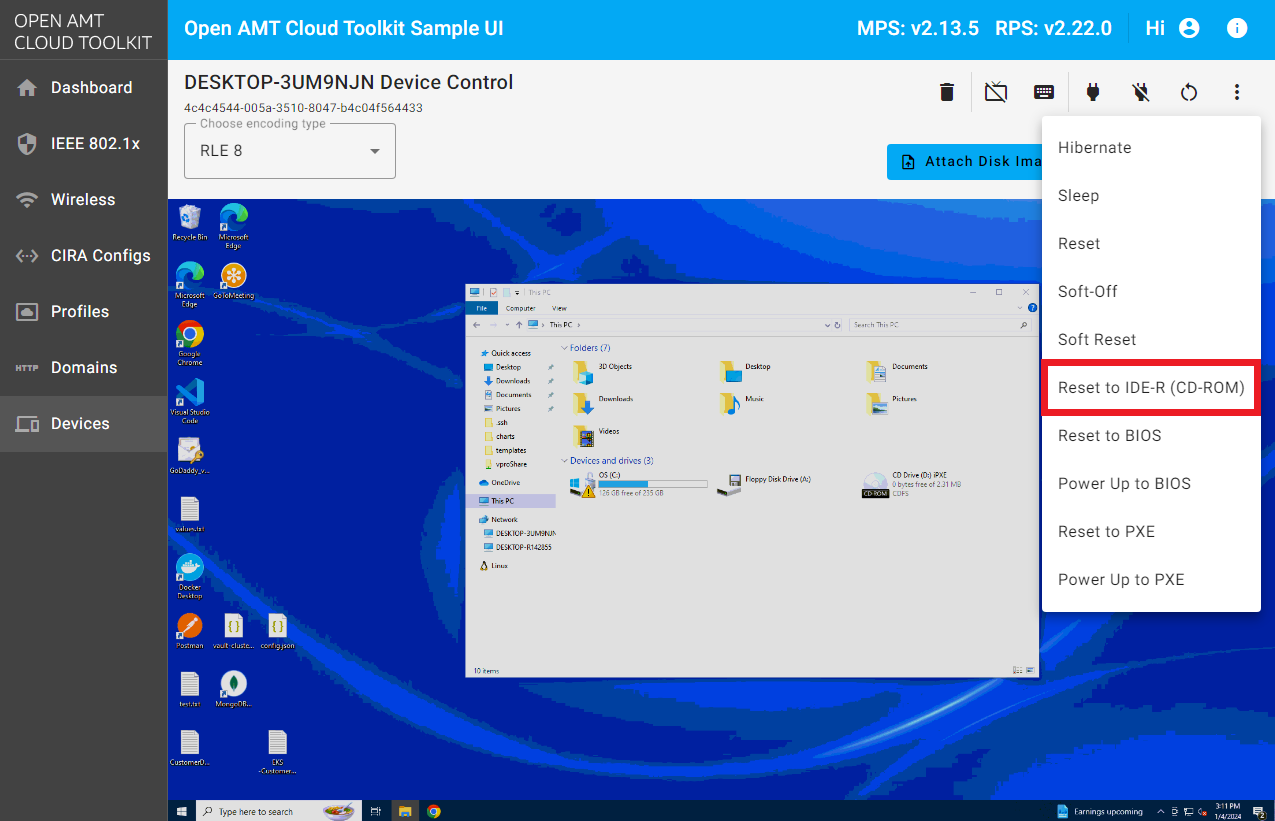 OPEN AMT
CLOUD TOOLKIT
Open AMT Cloud Toolkit Sample UI
MPS: v2.13.5 RPS: v2.22.0
Hi
Dashboard
IEEE 802.1x
Wireless
CIRA Configs
Profiles
HTTP Domains
Devices
DESKTOP-3UM9NJN Device Control
4c4c4544-005a-3510-8047-b4c04f564433
Choose encoding type
RLE 8
Attach Disk Ima
Hibernate
Sleep
Reset
Soft-Off
Soft Reset
Reset to IDE-R (CD-ROM)
Reset to BIOS
Power Up to BIOS
Reset to PXE
Power Up to PXE
Recycle Bin
Microsoft
Edge
Microsoft
Edge
GoToMeeting
Google
Chrome
Visual Studio
Code
GoDaddy_v...
values.txt
Docker
Desktop
Postman
vault-cluste...
config.json
test.txt
MongoDB...
CustomerD...
EKS
-Customer...
This PC
File
Computer
View
This PC
Search This PC
Quick access
Desktop
Downloads
Documents
Pictures
.ssh
charts
templates
vproShare
OneDrive
This PC
Network
DESKTOP-3UM9NJN
DESKTOP-R142855
Linux
Folders (7)
3D Objects
Desktop
Documents
Downloads
Music
Pictures
Videos
Devices and drives (3)
OS (C:)
126 GB free of 235 GB
Floppy Disk Drive (A:)
CD-ROM
CD Drive (D:) iPXE
0 bytes free of 2.31 MB
CDFS
10 items
Type here to search
Earnings upcoming
3:11 PM
1/4/2024
2